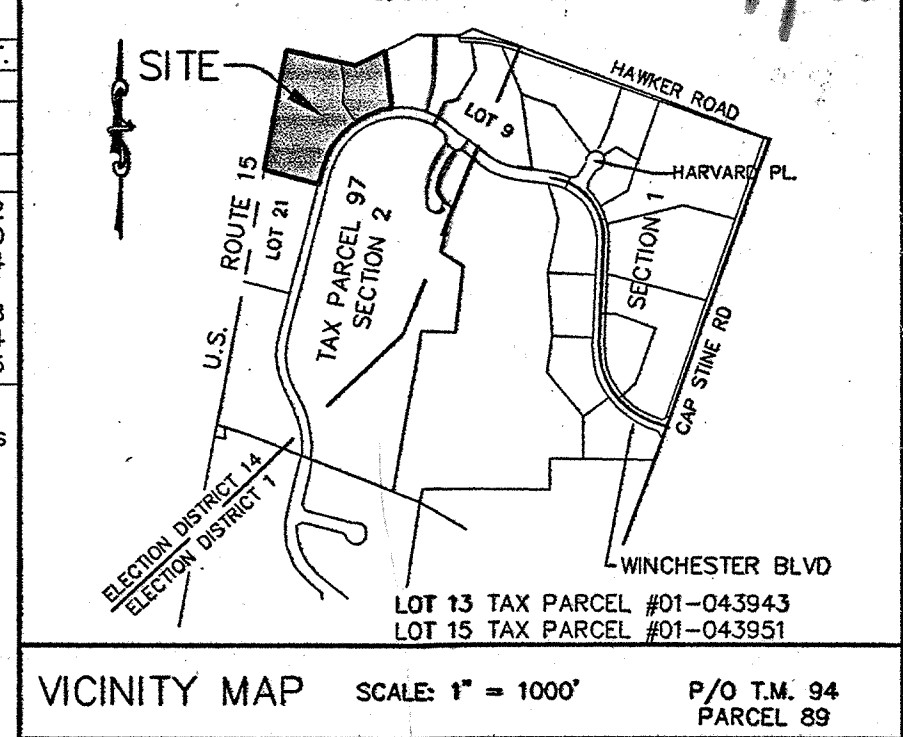 SITE
HAWKER ROAD
LOT 9
HARVARD PL.
U.S. ROUTE 15
LOT 21
TAX PARCEL 97
SECTION 2
SECTION 1
CAP STINE RD
ELECTION DISTRICT 14
ELECTION DISTRICT 1
WINCHESTER BLVD
LOT 13 TAX PARCEL #01-043943
LOT 15 TAX PARCEL #01-043951
VICINITY MAP SCALE: 1" = 1000'
P/O T.M. 94
PARCEL 89